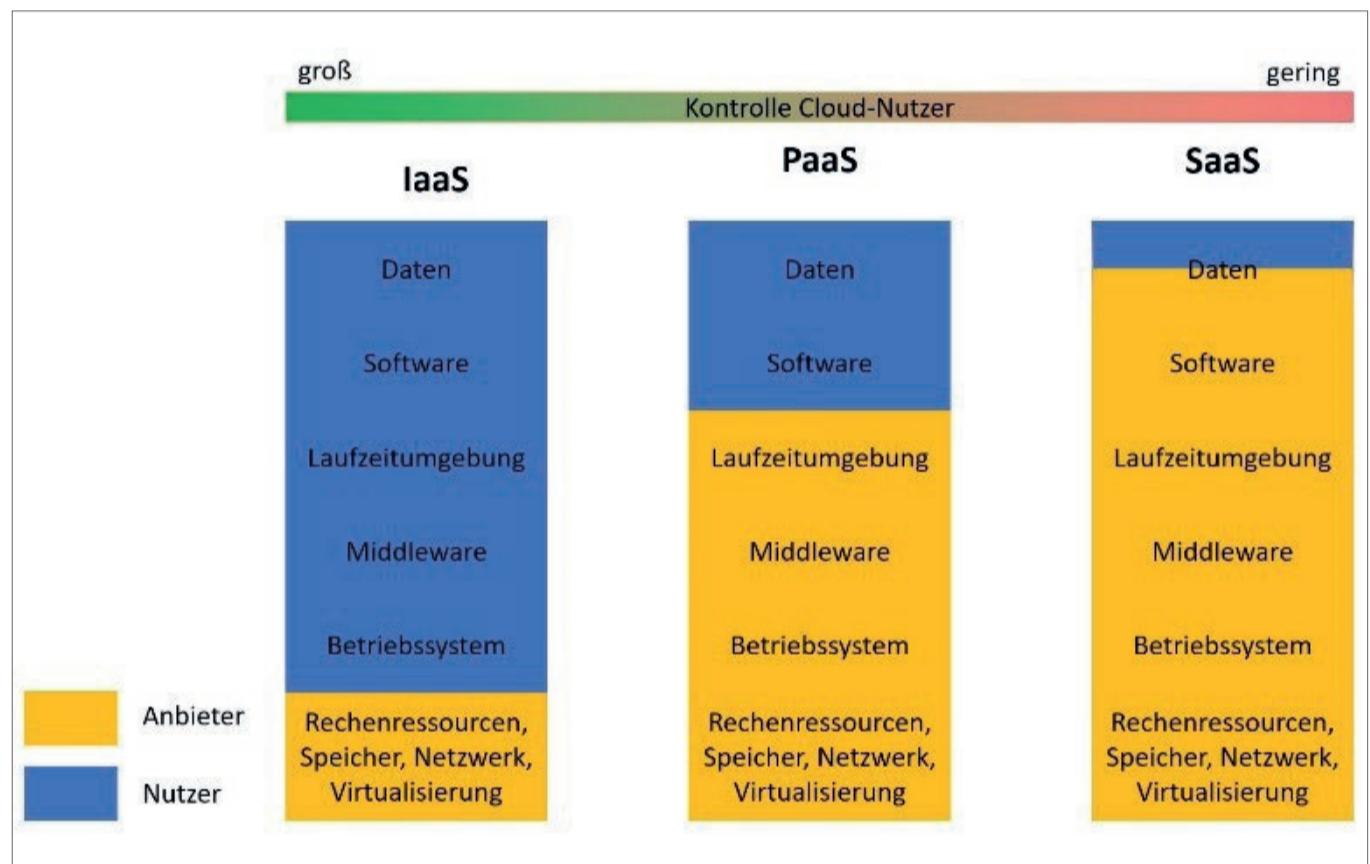 groß
gering
Kontrolle Cloud-Nutzer
IaaS
PaaS
SaaS
Daten
Software
Laufzeitumgebung
Middleware
Betriebssystem
Rechenressourcen,
Speicher, Netzwerk,
Virtualisierung
Daten
Software
Laufzeitumgebung
Middleware
Betriebssystem
Rechenressourcen,
Speicher, Netzwerk,
Virtualisierung
Daten
Software
Laufzeitumgebung
Middleware
Betriebssystem
Rechenressourcen,
Speicher, Netzwerk,
Virtualisierung
Anbieter
Nutzer